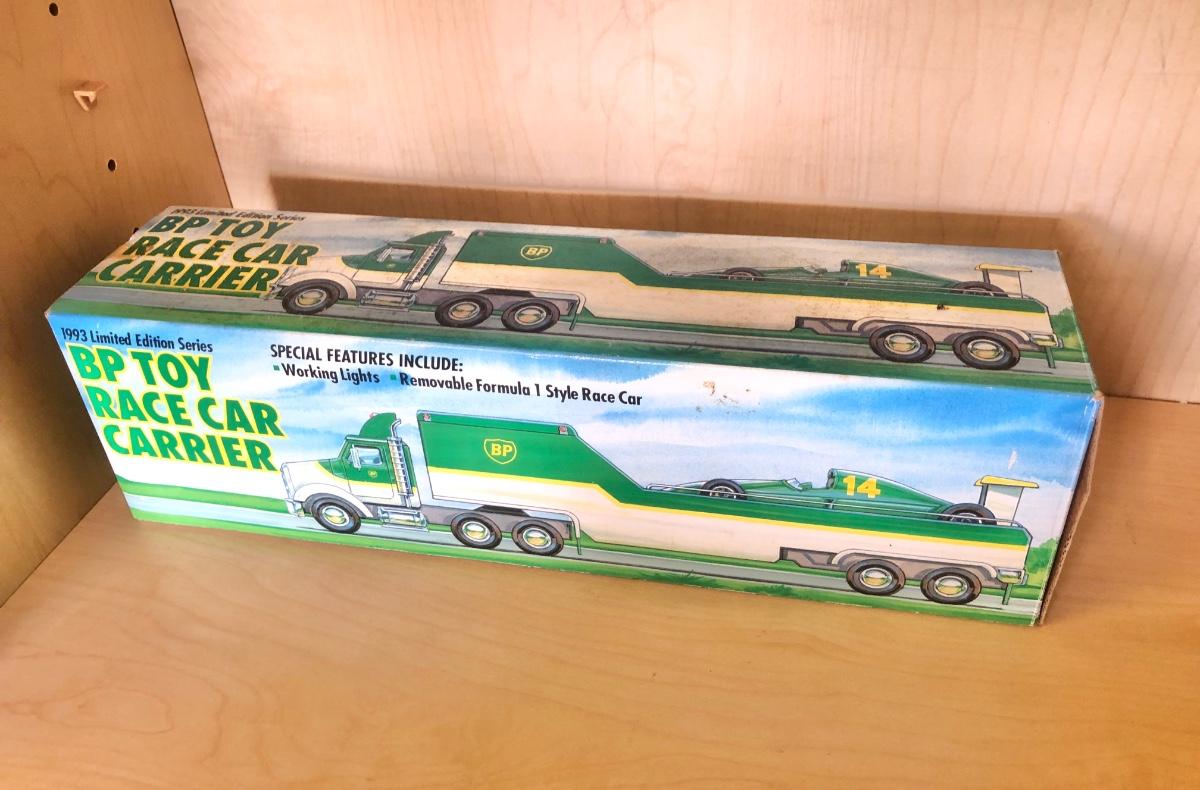 1993 Limited Edition Series
BP TOY
RACE CAR
CARRIER
BP
14
1993 Limited Edition Series
BP TOY
RACE CAR
CARRIER
SPECIAL FEATURES INCLUDE:
▪ Working Lights ▪ Removable Formula 1 Style Race Car
BP
14